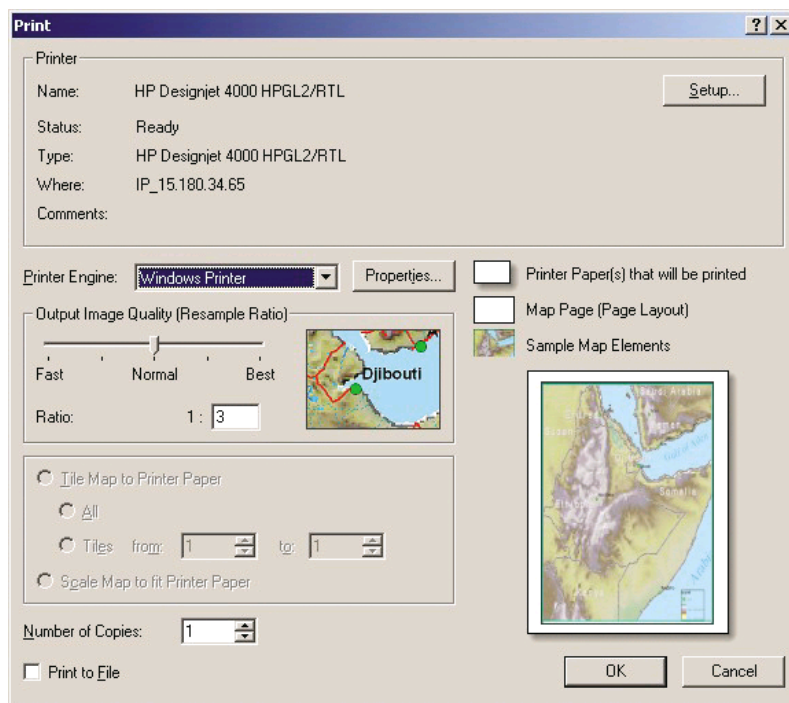 Print
Printer
Name: HP Designjet 4000 HPGL2/RTL
Setup...
Status: Ready
Type: HP Designjet 4000 HPGL2/RTL
Where: IP_15.180.34.65
Comments:
Printer Engine: Windows Printer Properties...
Printer Paper(s) that will be printed
Map Page (Page Layout)
Sample Map Elements
Output Image Quality (Resample Ratio)
Fast Normal Best
Ratio: 1 : 3
Djibouti
Tile Map to Printer Paper
All
Tiles from: 1 to: 1
Scale Map to fit Printer Paper
Somalia
Number of Copies: 1
Print to File
OK Cancel